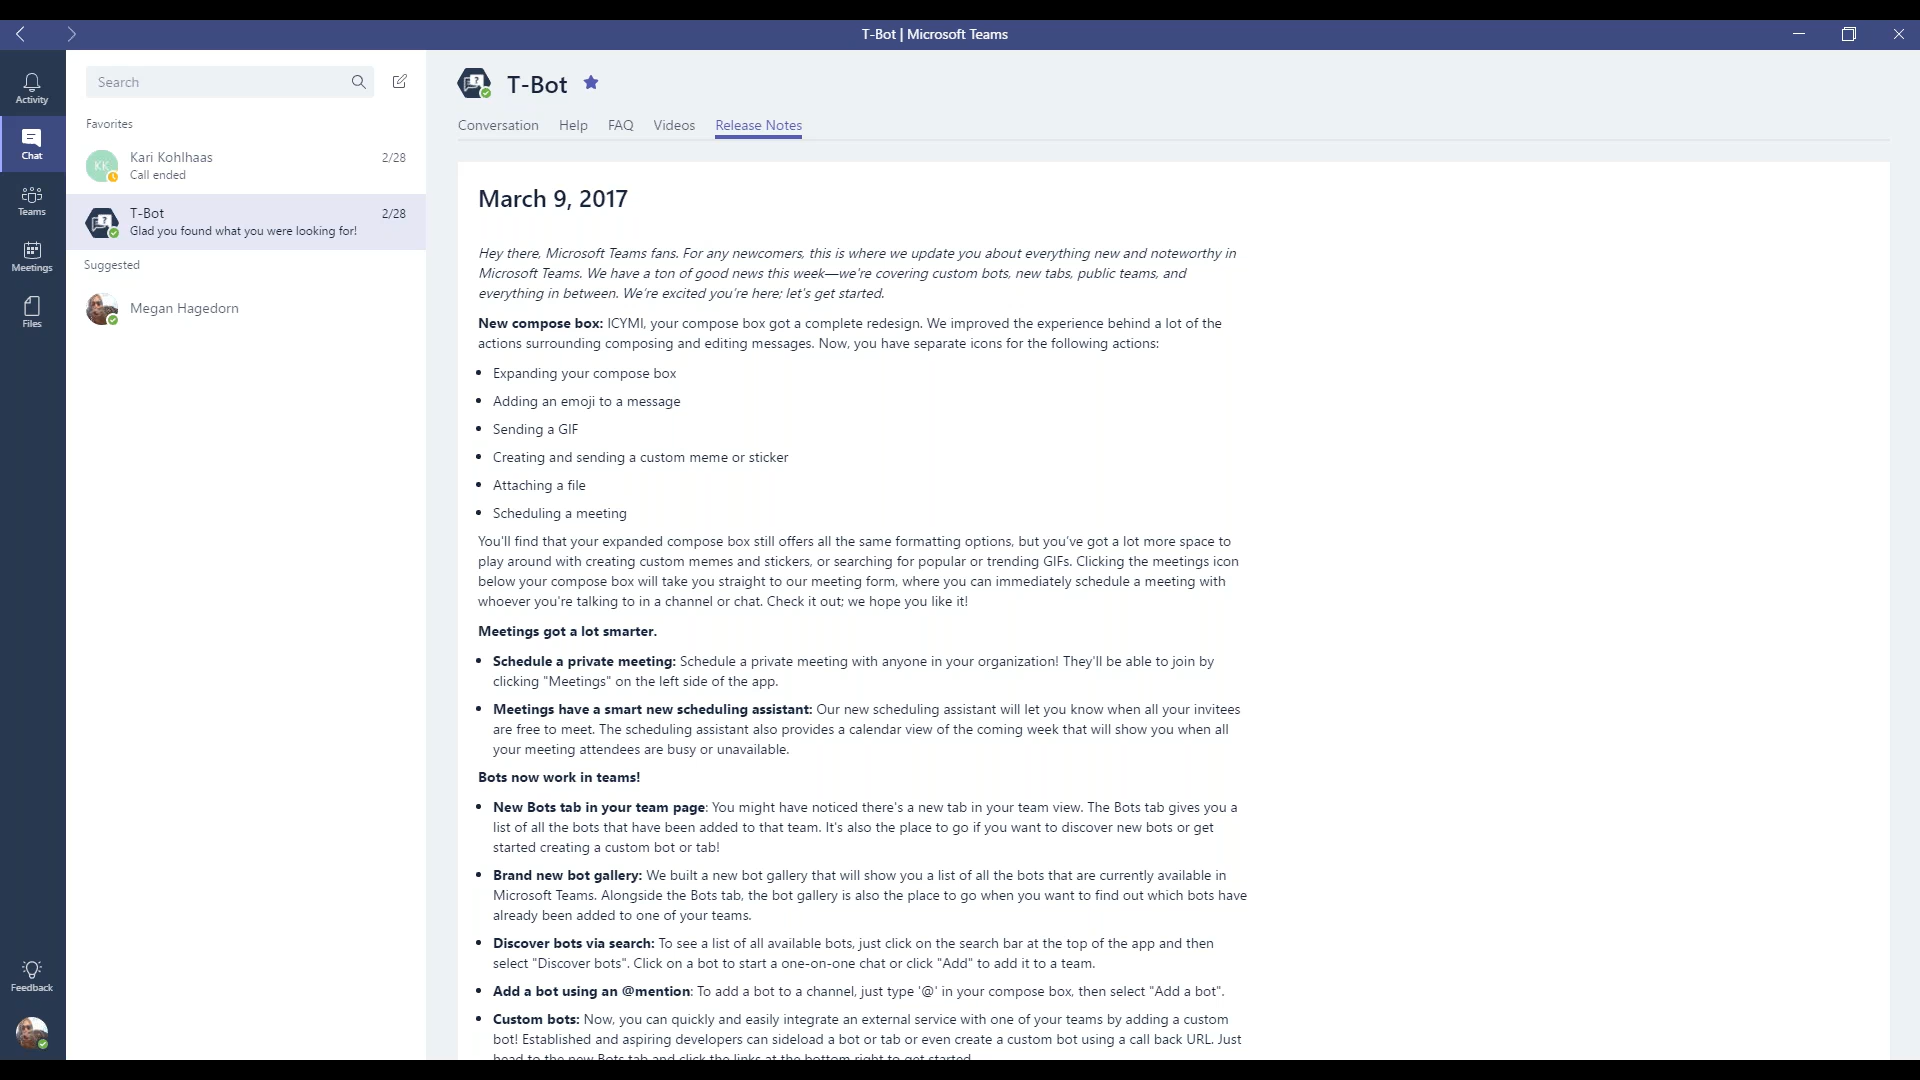 T-Bot | Microsoft Teams
Activity
Chat
Teams
Meetings
Files
Feedback
Search
Favorites
KK
Kari Kohlhaas 2/28
Call ended
T-Bot 2/28
Glad you found what you were looking for!
Suggested
Megan Hagedorn
T-Bot
Conversation Help FAQ Videos Release Notes
March 9, 2017
Hey there, Microsoft Teams fans. For any newcomers, this is where we update you about everything new and noteworthy in
Microsoft Teams. We have a ton of good news this week—we're covering custom bots, new tabs, public teams, and
everything in between. We're excited you're here; let's get started.
New compose box: ICYMI, your compose box got a complete redesign. We improved the experience behind a lot of the
actions surrounding composing and editing messages. Now, you have separate icons for the following actions:
• Expanding your compose box
• Adding an emoji to a message
• Sending a GIF
• Creating and sending a custom meme or sticker
• Attaching a file
• Scheduling a meeting
You'll find that your expanded compose box still offers all the same formatting options, but you've got a lot more space to
play around with creating custom memes and stickers, or searching for popular or trending GIFs. Clicking the meetings icon
below your compose box will take you straight to our meeting form, where you can immediately schedule a meeting with
whoever you're talking to in a channel or chat. Check it out; we hope you like it!
Meetings got a lot smarter.
• Schedule a private meeting: Schedule a private meeting with anyone in your organization! They'll be able to join by
clicking "Meetings" on the left side of the app.
• Meetings have a smart new scheduling assistant: Our new scheduling assistant will let you know when all your invitees
are free to meet. The scheduling assistant also provides a calendar view of the coming week that will show you when all
your meeting attendees are busy or unavailable.
Bots now work in teams!
• New Bots tab in your team page: You might have noticed there's a new tab in your team view. The Bots tab gives you a
list of all the bots that have been added to that team. It's also the place to go if you want to discover new bots or get
started creating a custom bot or tab!
• Brand new bot gallery: We built a new bot gallery that will show you a list of all the bots that are currently available in
Microsoft Teams. Alongside the Bots tab, the bot gallery is also the place to go when you want to find out which bots have
already been added to one of your teams.
• Discover bots via search: To see a list of all available bots, just click on the search bar at the top of the app and then
select "Discover bots". Click on a bot to start a one-on-one chat or click "Add" to add it to a team.
• Add a bot using an @mention: To add a bot to a channel, just type '@' in your compose box, then select "Add a bot".
• Custom bots: Now, you can quickly and easily integrate an external service with one of your teams by adding a custom
bot! Established and aspiring developers can sideload a bot or tab or even create a custom bot using a call back URL. Just
head to the new Bots tab and click the links at the bottom right to get started.